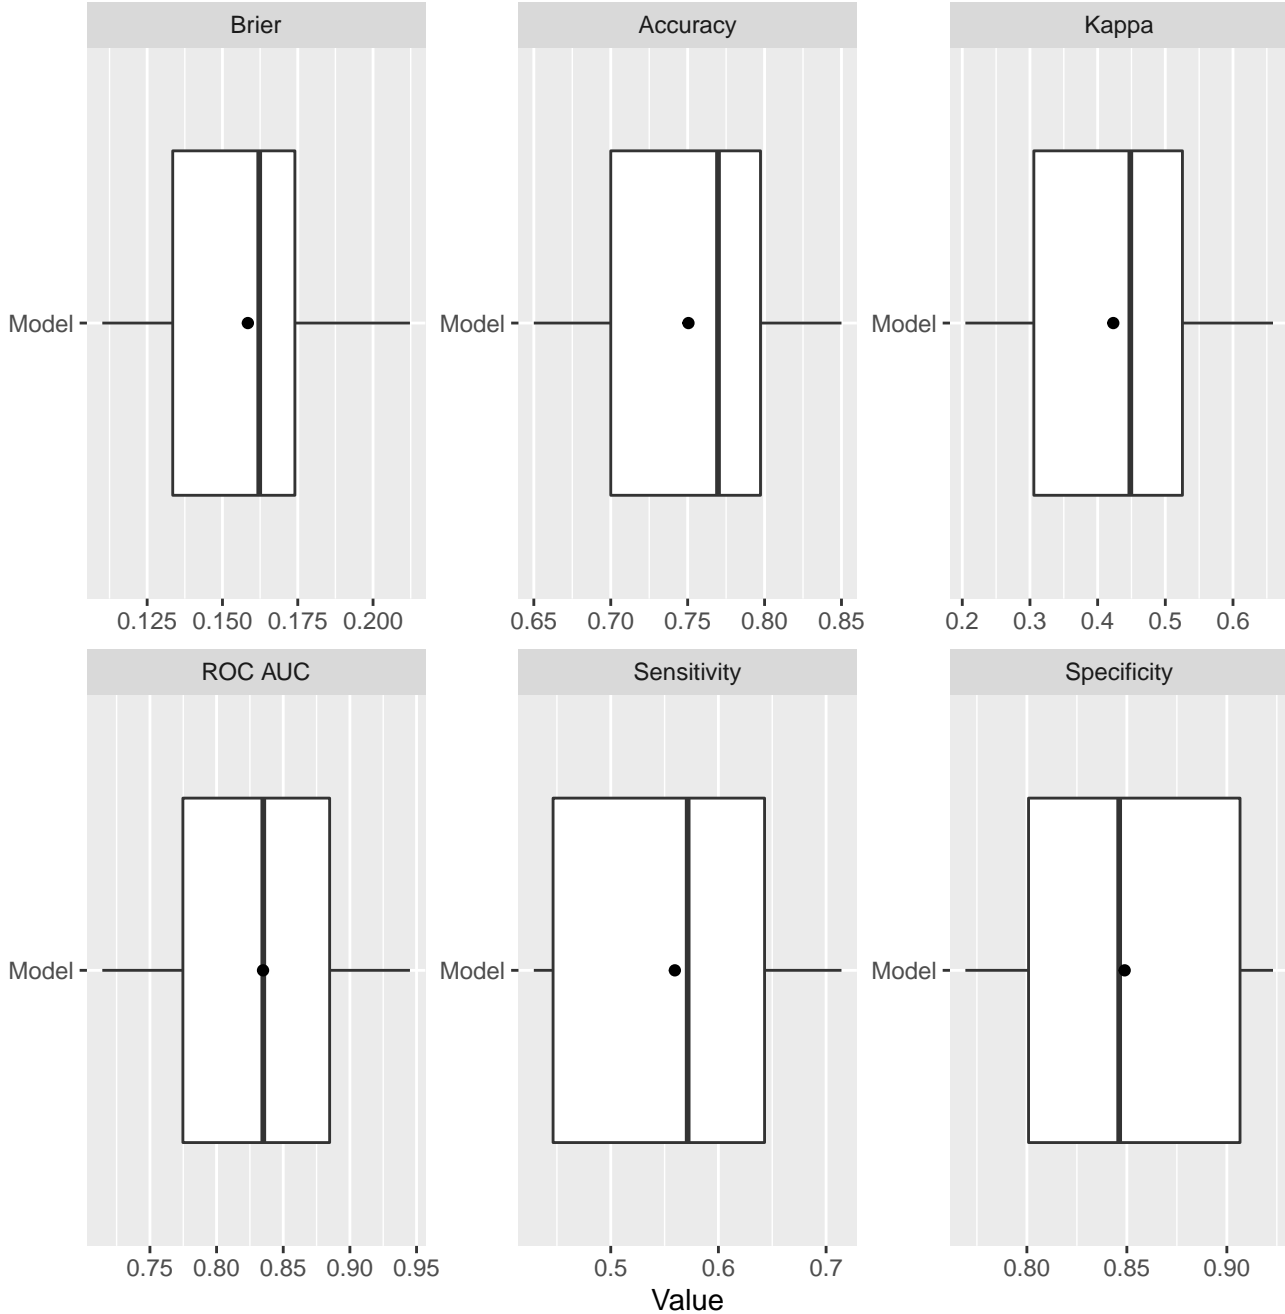 Brier Accuracy Kappa
Model Model Model
0.125 0.150 0.175 0.200 0.65 0.70 0.75 0.80 0.85 0.2 0.3 0.4 0.5 0.6
ROC AUC Sensitivity Specificity
Model Model Model
0.75 0.80 0.85 0.90 0.95 0.5 0.6 0.7 0.80 0.85 0.90
Value